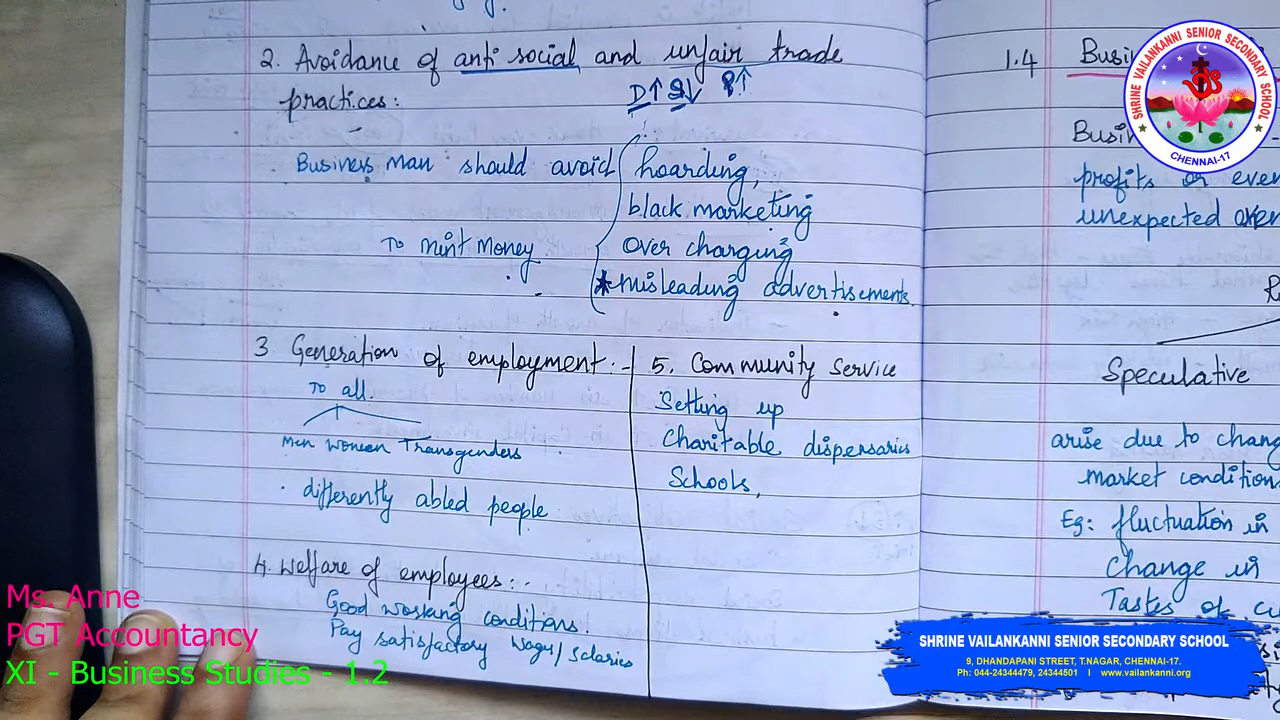 2. Avoidance of anti social and unfair trade
practices:
D↑ S↓ P↑
Business man should avoid
hoarding,
black marketing
To mint money
Over charging
* misleading advertisements.
3 Generation of employment.
To all.
Men Women Transgenders
differently abled people
4. Welfare of employees:
Good working conditions.
Pay satisfactory wages/ salaries
5. Community Service
Setting up
Charitable dispensaries
Schools,
1.4 Busi
Busin
profits or even
unexpected
R
Speculative
arise due to chang
market condition
Eg: fluctuation in
Change in
Tastes of cu
SHRINE VAILANKANNI SENIOR SECONDARY SCHOOL
CHENNAI-17
Ms. Anne
PGT Accountancy
XI - Business Studies - 1.2
SHRINE VAILANKANNI SENIOR SECONDARY SCHOOL
9, DHANDAPANI STREET, T.NAGAR, CHENNAI-17.
Ph: 044-24344479, 24344501 I www.vailankanni.org